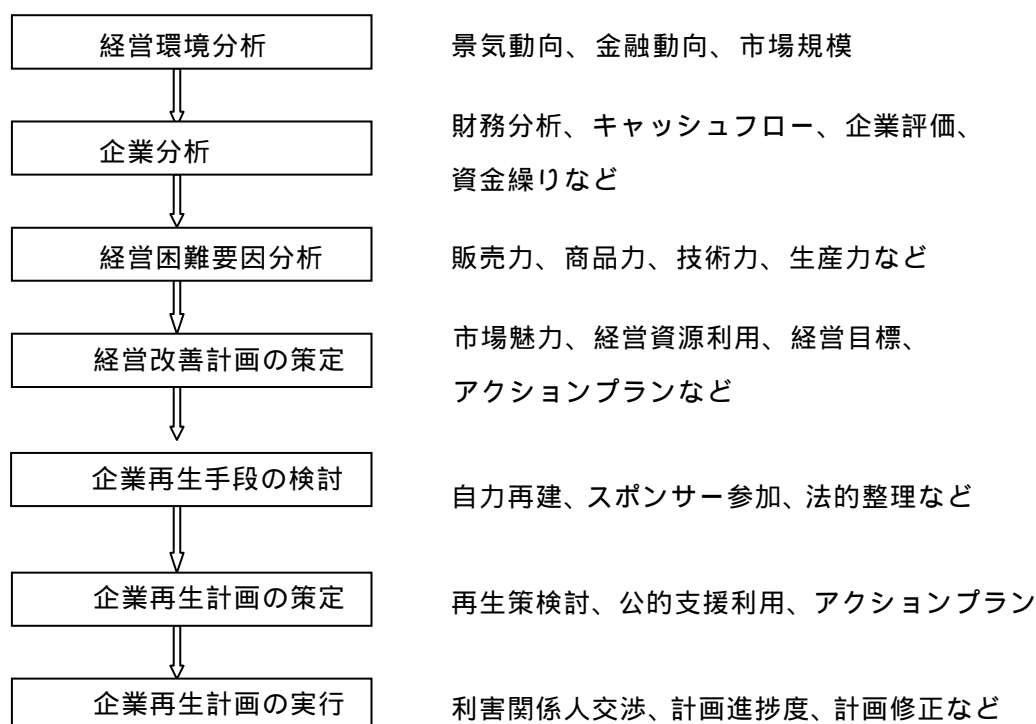 経営環境分析
景気動向、金融動向、市場規模
企業分析
財務分析、キャッシュフロー、企業評価、
資金繰りなど
経営困難要因分析
販売力、商品力、技術力、生産力など
経営改善計画の策定
市場魅力、経営資源利用、経営目標、
アクションプランなど
企業再生手段の検討
自力再建、スポンサー参加、法的整理など
企業再生計画の策定
再生策検討、公的支援利用、アクションプラン
企業再生計画の実行
利害関係人交渉、計画進捗度、計画修正など